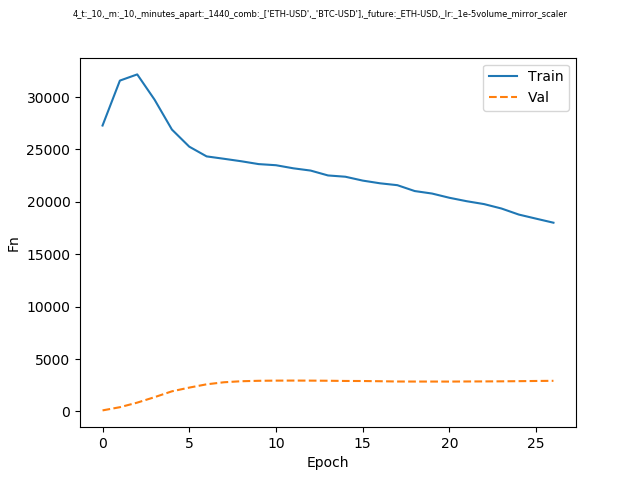 4_t:_10,_m:_10,_minutes_apart:_1440_comb:_['ETH-USD',_'BTC-USD'],_future:_ETH-USD,_lr:_1e-5volume_mirror_scaler
Train
Val
30000
25000
20000
15000
10000
5000
0
Fn
0 5 10 15 20 25
Epoch